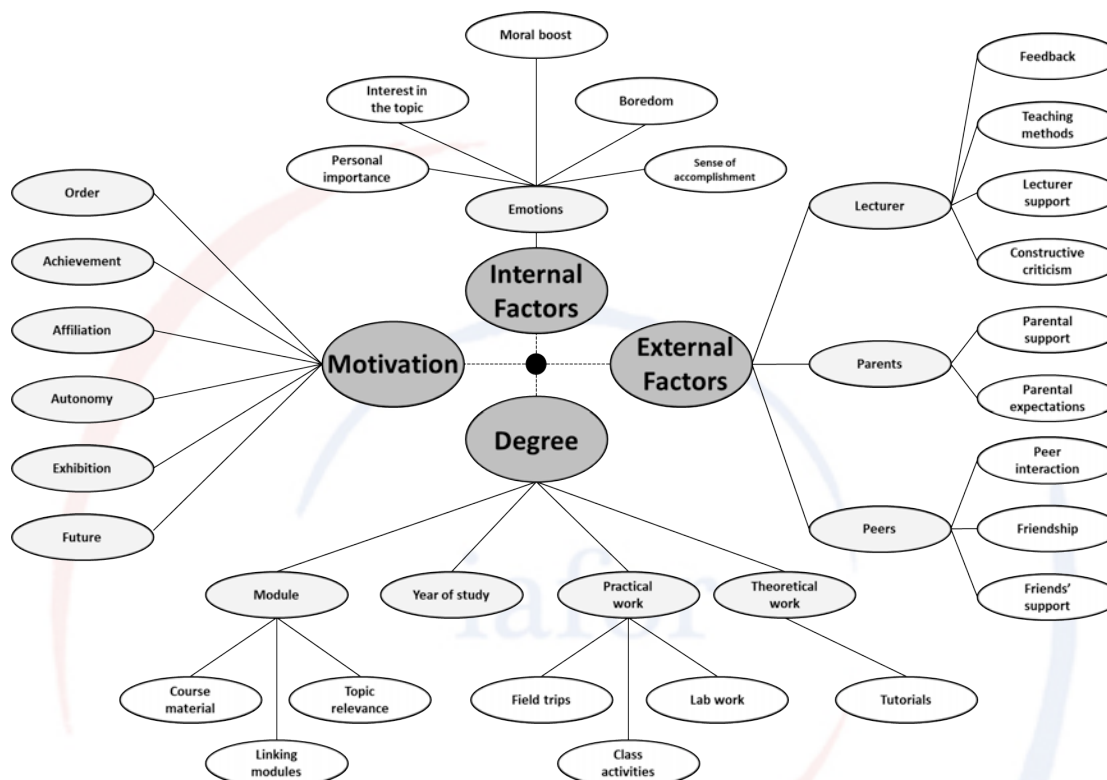 Moral boost
Interest in
the topic
Boredom
Personal
importance
Sense of
accomplishment
Emotions
Internal
Factors
Order
Achievement
Affiliation
Autonomy
Exhibition
Future
Motivation
External
Factors
Degree
Feedback
Teaching
methods
Lecturer
Lecturer
support
Constructive
criticism
Parental
support
Parents
Parental
expectations
Peer
interaction
Peers
Friendship
Friends'
support
Module
Year of study
Practical
work
Theoretical
work
iafor
Course
material
Topic
relevance
Linking
modules
Field trips
Lab work
Class
activities
Tutorials